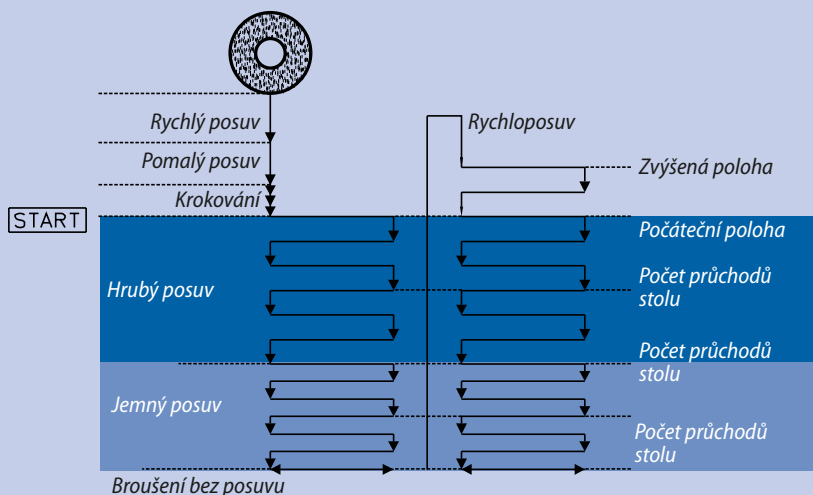 Rychlý posuv
Rychloposuv
Pomalý posuv
Zvýšená poloha
Krokování
START
Počáteční poloha
Hrubý posuv
Počet průchodů
stolu
Počet průchodů
stolu
Jemný posuv
Počet průchodů
stolu
Broušení bez posuvu